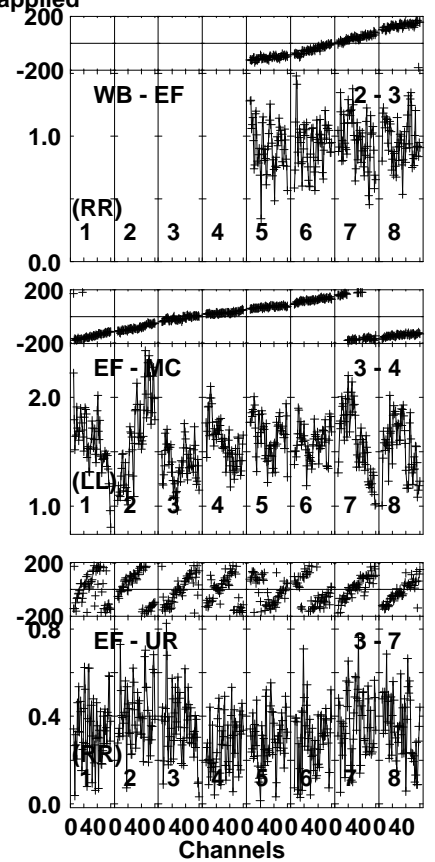 applied
200
-200
WB - EF 2 - 3
1.0
(RR)
1 2 3 4 5 6 7 8
0.0
200
-200
EF - MC 3 - 4
2.0
(LL)
1 2 3 4 5 6 7 8
1.0
200
-200
0.8
EF - UR 3 - 7
0.4
(RR)
1 2 3 4 5 6 7 8
0.0
0 40 0 40 0 40 0 40 0 40 0 40 0 40 0 40
Channels